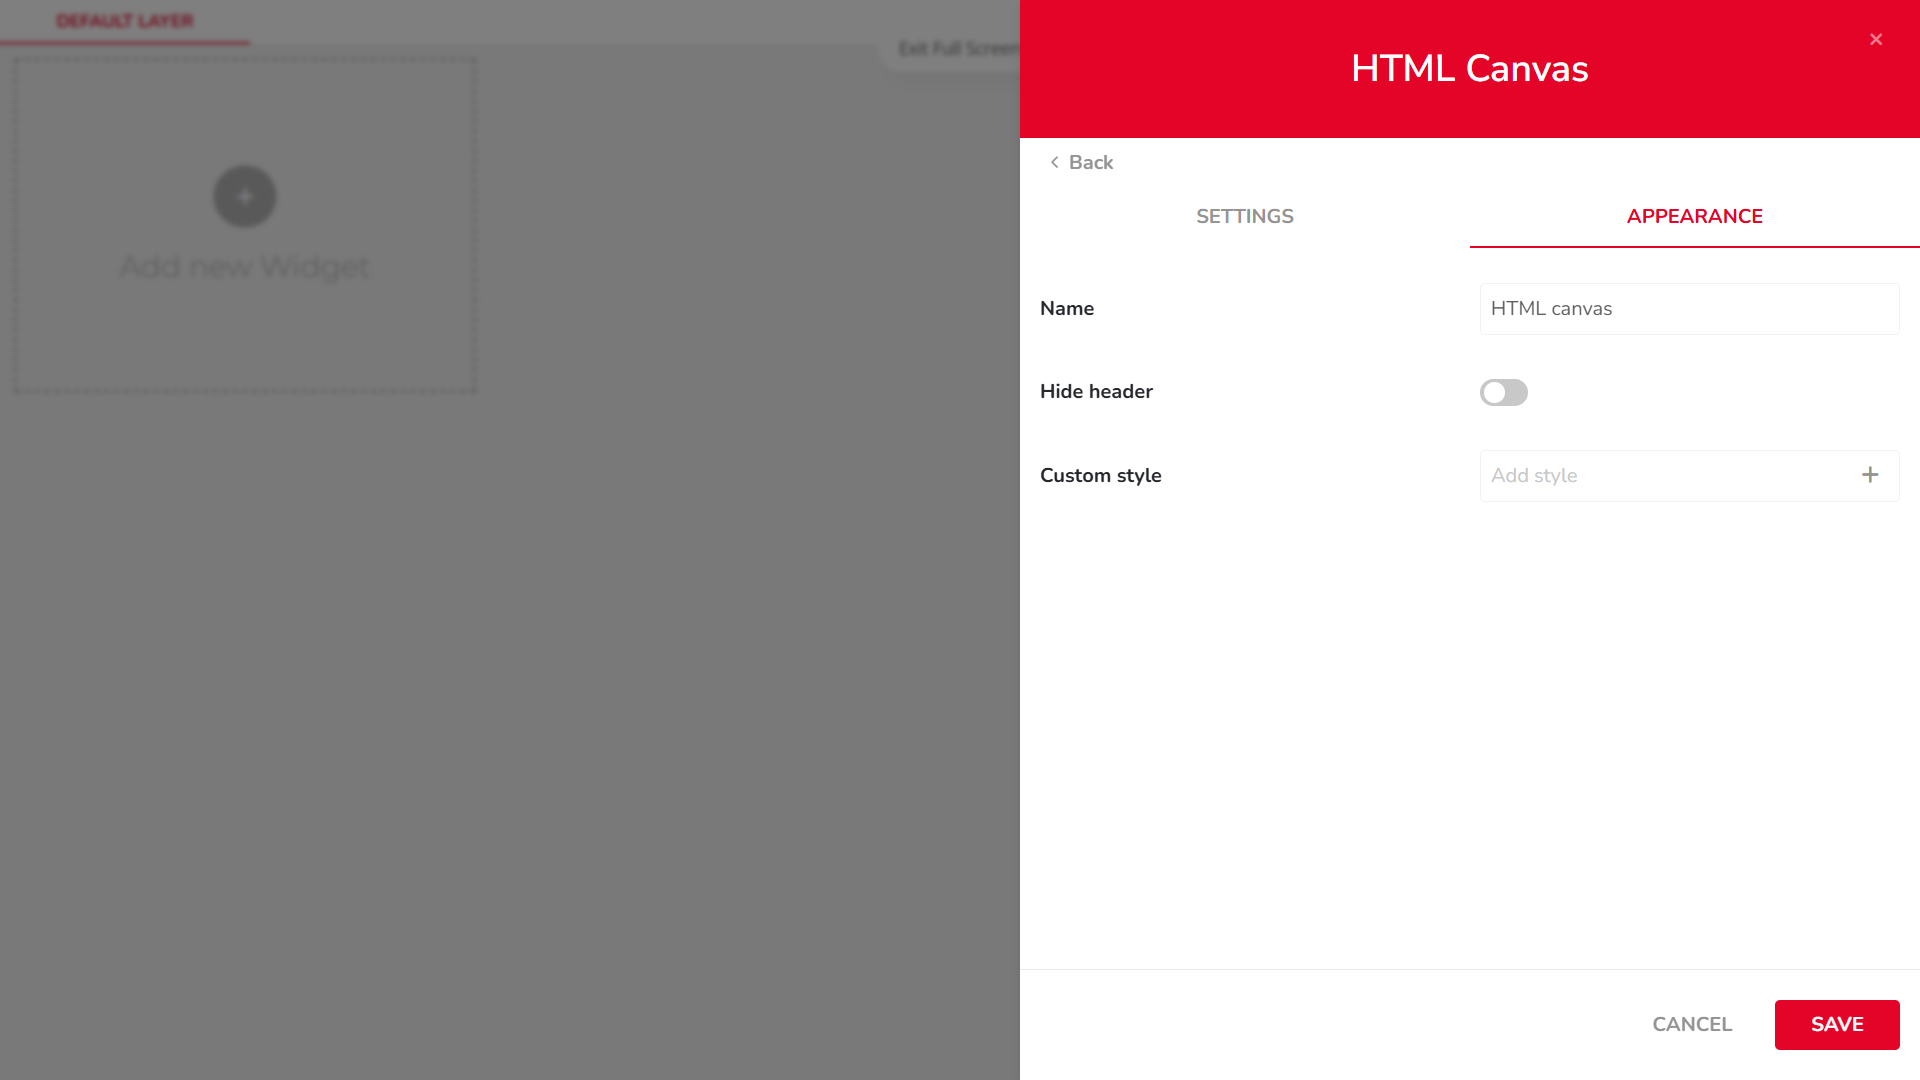 DEFAULT LAYER
Exit Full Screen
Add new Widget
HTML Canvas
Back
SETTINGS
APPEARANCE
Name
HTML canvas
Hide header
Custom style
Add style
CANCEL
SAVE